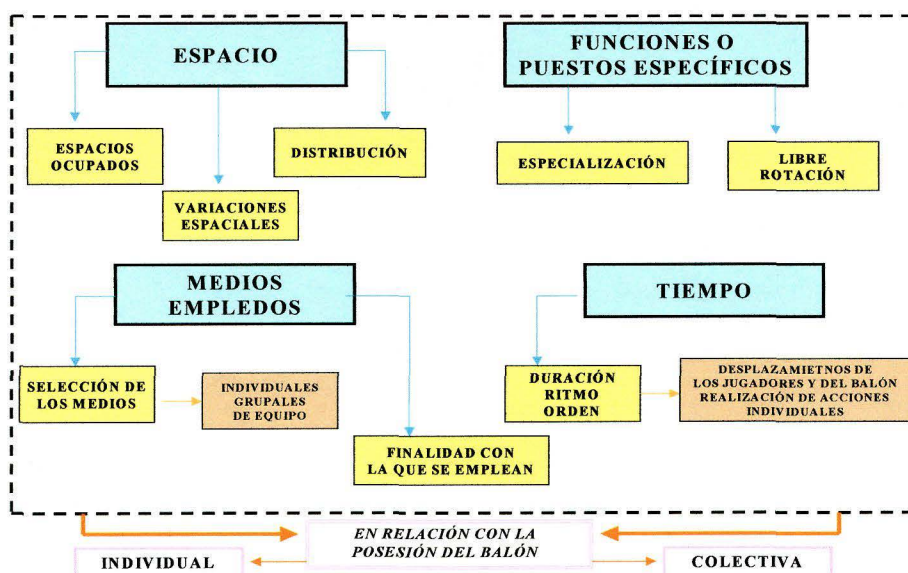 ESPACIO
FUNCIONES O
PUESTOS ESPECÍFICOS
ESPACIOS
OCUPADOS
DISTRIBUCIÓN
VARIACIONES
ESPACIALES
ESPECIALIZACIÓN
LIBRE
ROTACIÓN
MEDIOS
EMPLEDOS
TIEMPO
SELECCIÓN DE
LOS MEDIOS
INDIVIDUALES
GRUPALES
DE EQUIPO
FINALIDAD CON
LA QUE SE EMPLEAN
DURACIÓN
RITMO
ORDEN
DESPLAZAMIETNOS DE
LOS JUGADORES Y DEL BALÓN
REALIZACIÓN DE ACCIONES
INDIVIDUALES
EN RELACIÓN CON LA
POSESIÓN DEL BALÓN
INDIVIDUAL
COLECTIVA